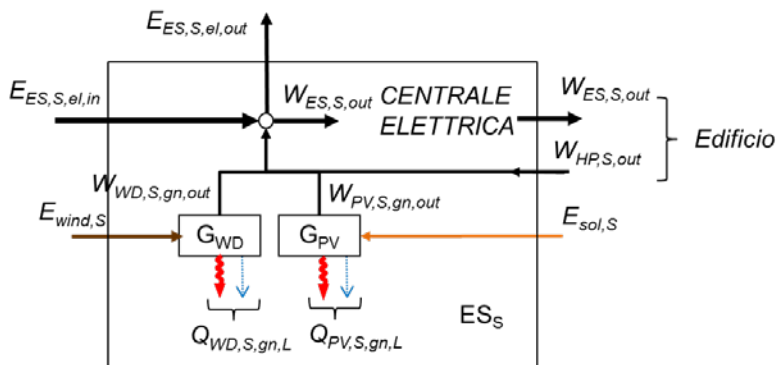 E_ES,S,el,out
E_ES,S,el,in
W_ES,S,out
CENTRALE
ELETTRICA
W_ES,S,out
W_HP,S,out
Edificio
W_WD,S,gn,out
W_PV,S,gn,out
E_wind,S
G_WD
G_PV
E_sol,S
Q_WD,S,gn,L
Q_PV,S,gn,L
ES_S